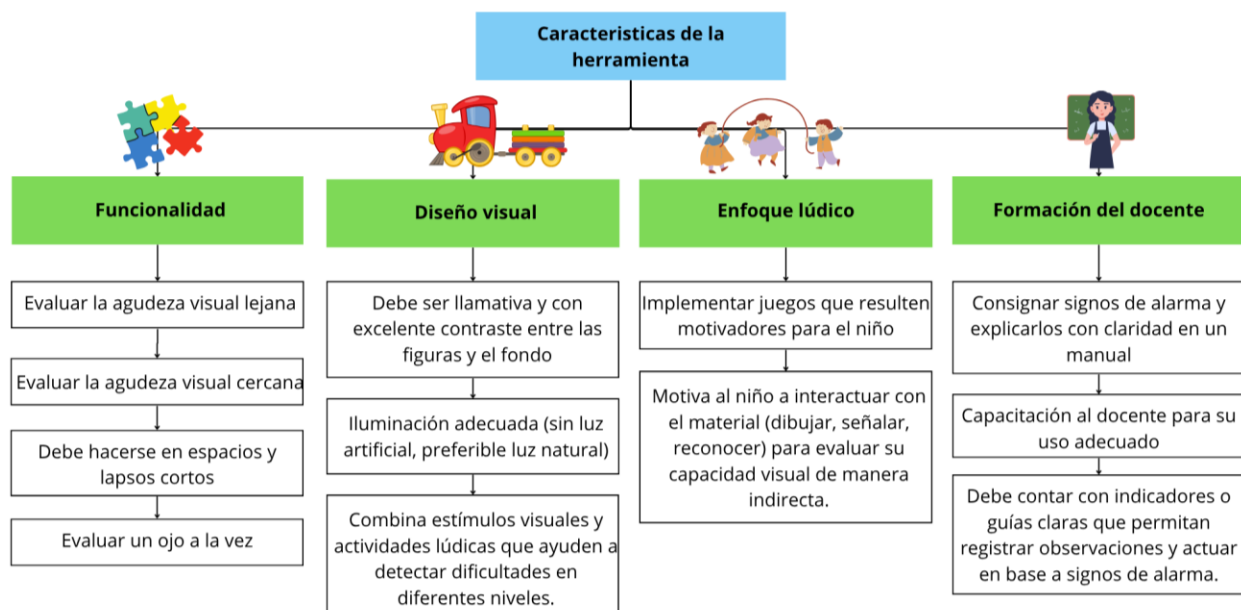 Caracteristicas de la
herramienta
Funcionalidad
Evaluar la agudeza visual lejana
Evaluar la agudeza visual cercana
Debe hacerse en espacios y
lapsos cortos
Evaluar un ojo a la vez
Diseño visual
Debe ser llamativa y con
excelente contraste entre las
figuras y el fondo
Iluminación adecuada (sin luz
artificial, preferible luz natural)
Combina estímulos visuales y
actividades lúdicas que ayuden a
detectar dificultades en
diferentes niveles.
Enfoque lúdico
Implementar juegos que resulten
motivadores para el niño
Motiva al niño a interactuar con
el material (dibujar, señalar,
reconocer) para evaluar su
capacidad visual de manera
indirecta.
Formación del docente
Consignar signos de alarma y
explicarlos con claridad en un
manual
Capacitación al docente para su
uso adecuado
Debe contar con indicadores o
guías claras que permitan
registrar observaciones y actuar
en base a signos de alarma.